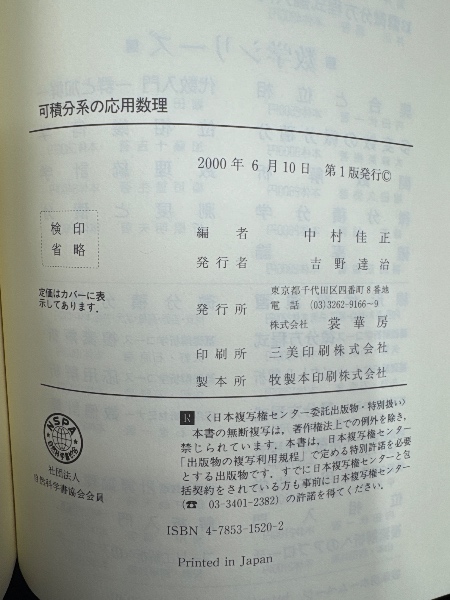 可積分系の応用数理
2000年 6月10日 第1版発行©
検印
省略
編者 中村佳正
発行者 吉野達治
定価はカバーに表
示してあります.
発行所
東京都千代田区四番町8番地
電話 (03)3262-9166~9
株式会社 裳華房
印刷所 三美印刷株式会社
製本所 牧製本印刷株式会社
NSPA
社団法人
自然科学書協会会員
R 〈日本複写権センター委託出版物・特別扱い〉
本書の無断複写は,著作権法上での例外を除き,
禁じられています.本書は,日本複写権センター
「出版物の複写利用規程」で定める特別許諾を必要
とする出版物です.すでに日本複写権センターと包
括契約をされている方も事前に日本複写権センター
(☎ 03-3401-2382)の許諾を得てください.
ISBN 4-7853-1520-2
Printed in Japan